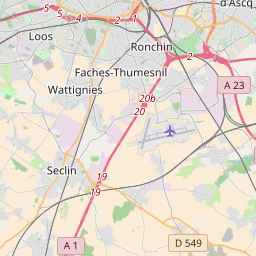 d'Ascq
5
5
4
2
1
Loos
Ronchin
2
Faches-Thumesnil
Wattignies
A 23
20b
20
Seclin
19
19
A 1
D 549